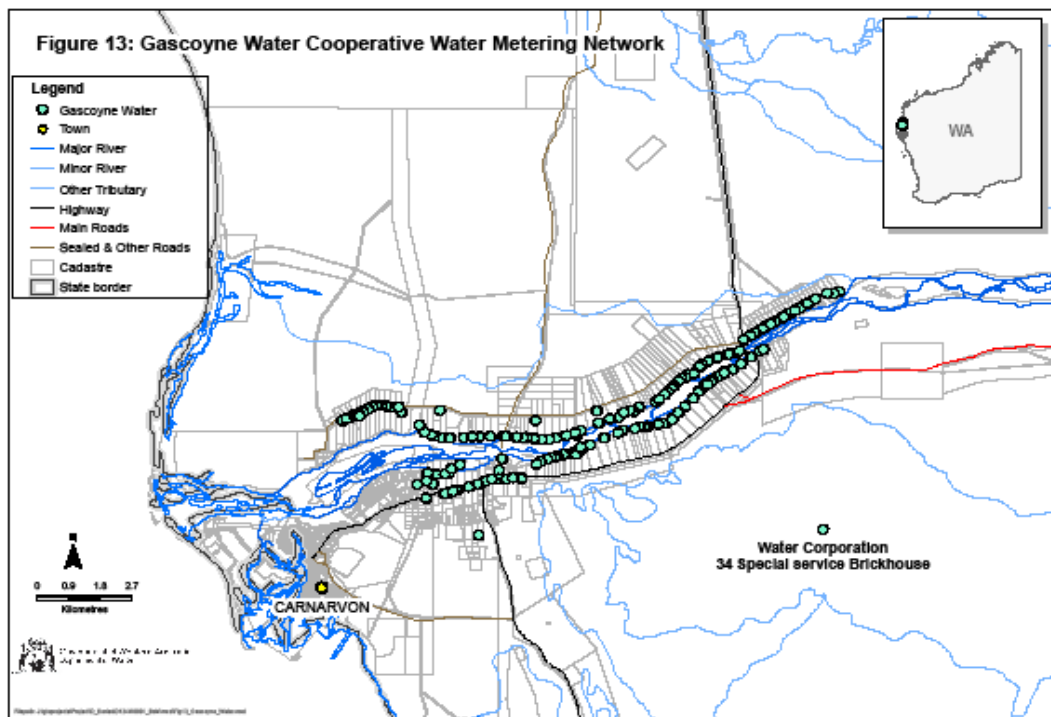 Figure 13: Gascoyne Water Cooperative Water Metering Network
Legend
Gascoyne Water
Town
Major River
Minor River
Other Tributary
Highway
Main Roads
Sealed & Other Roads
Cadastre
State border
WA
Water Corporation
34 Special service Brickhouse
N
0 0.9 1.8 2.7
Kilometres
CARNARVON